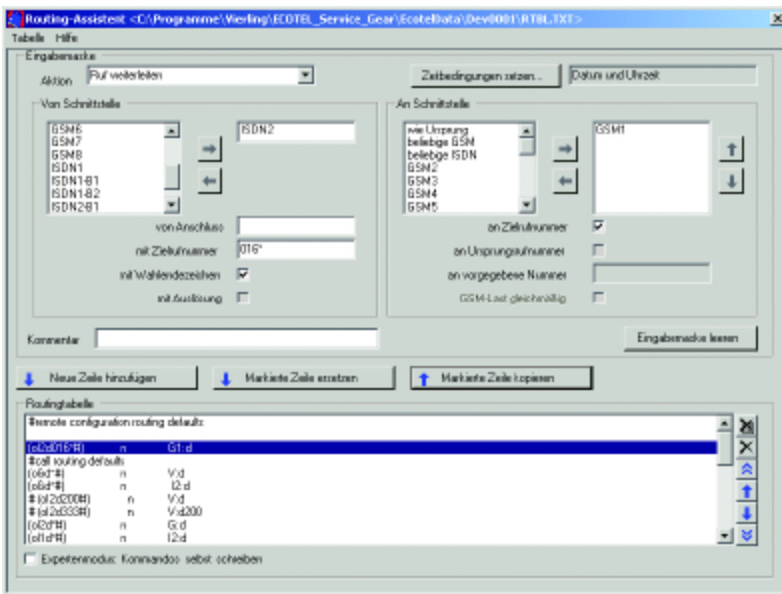 Routing-Assistent <C:\Programme\Vierling\ECOTEL_Service_Gear\EcotelData\Dev0001\RTBL.TXT>
Tabelle Hilfe
Eingabemaske
Aktion Ruf weiterleiten Zeitbedingungen setzen... Datum und Uhrzeit
Von Schnittstelle An Schnittstelle
GSM6 ISDN2 wie Ursprung GSM1
GSM7 beliebige GSM
GSM8 beliebige ISDN
ISDN1 GSM2
ISDN1-B1 GSM3
ISDN1-B2 GSM4
ISDN2-B1 GSM5
von Anschluss an Zielrufnummer
mit Zielrufnummer 016* an Ursprungsrufnummer
mit Wahlendezeichen an vorgegebene Nummer
mit Auslösung GSM-Last gleichmäßig
Kommentar Eingabemaske leeren
Neue Zeile hinzufügen Markierte Zeile ersetzen Markierte Zeile kopieren
Routingtabelle
#remote configuration routing defaults
(ol2d016*#) n G1:d
#call routing defaults
(o6d*#) n V:d
(o6d*#) n I2:d
# (ol2d200#) n V:d
# (ol2d333#) n V:d200
(ol2d*#) n G:d
(ol1d*#) n I2:d
Expertenmodus: Kommandos selbst schreiben